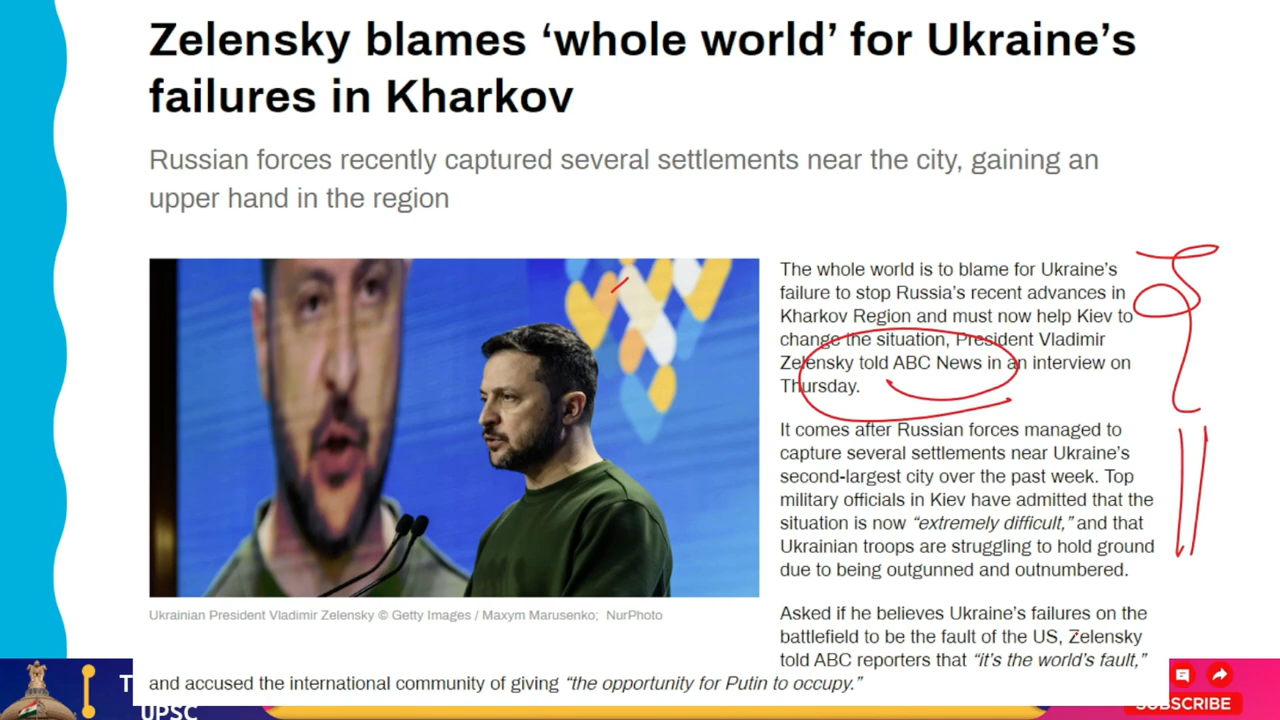 Zelensky blames ‘whole world’ for Ukraine’s
failures in Kharkov
Russian forces recently captured several settlements near the city, gaining an
upper hand in the region
The whole world is to blame for Ukraine’s
failure to stop Russia’s recent advances in
Kharkov Region and must now help Kiev to
change the situation, President Vladimir
Zelensky told ABC News in an interview on
Thursday.
It comes after Russian forces managed to
capture several settlements near Ukraine’s
second-largest city over the past week. Top
military officials in Kiev have admitted that the
situation is now “extremely difficult,” and that
Ukrainian troops are struggling to hold ground
due to being outgunned and outnumbered.
Ukrainian President Vladimir Zelensky © Getty Images / Maxym Marusenko; NurPhoto
Asked if he believes Ukraine’s failures on the
battlefield to be the fault of the US, Zelensky
told ABC reporters that “it’s the world’s fault,”
and accused the international community of giving “the opportunity for Putin to occupy.”
T
UPSC
SUBSCRIBE